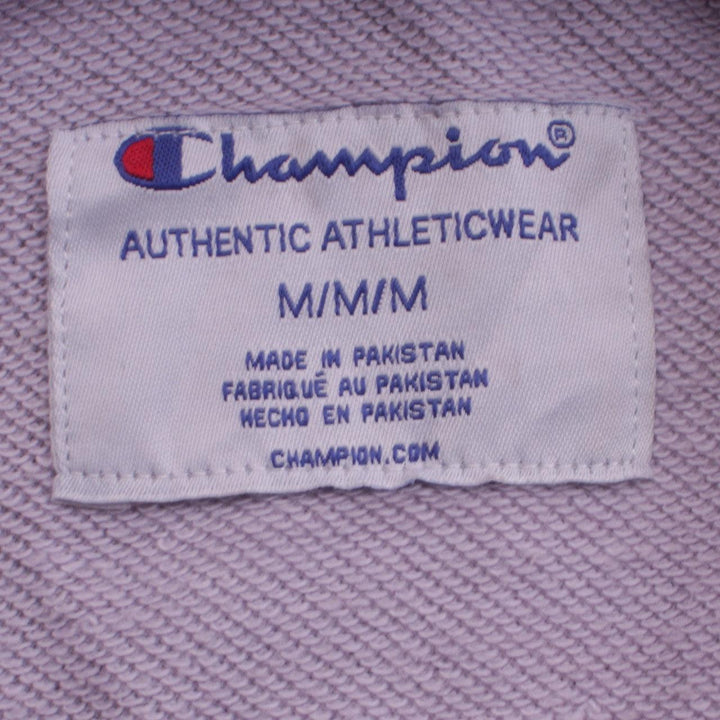 Champion®
AUTHENTIC ATHLETICWEAR
M/M/M
MADE IN PAKISTAN
FABRIQUÉ AU PAKISTAN
HECHO EN PAKISTAN
CHAMPION.COM